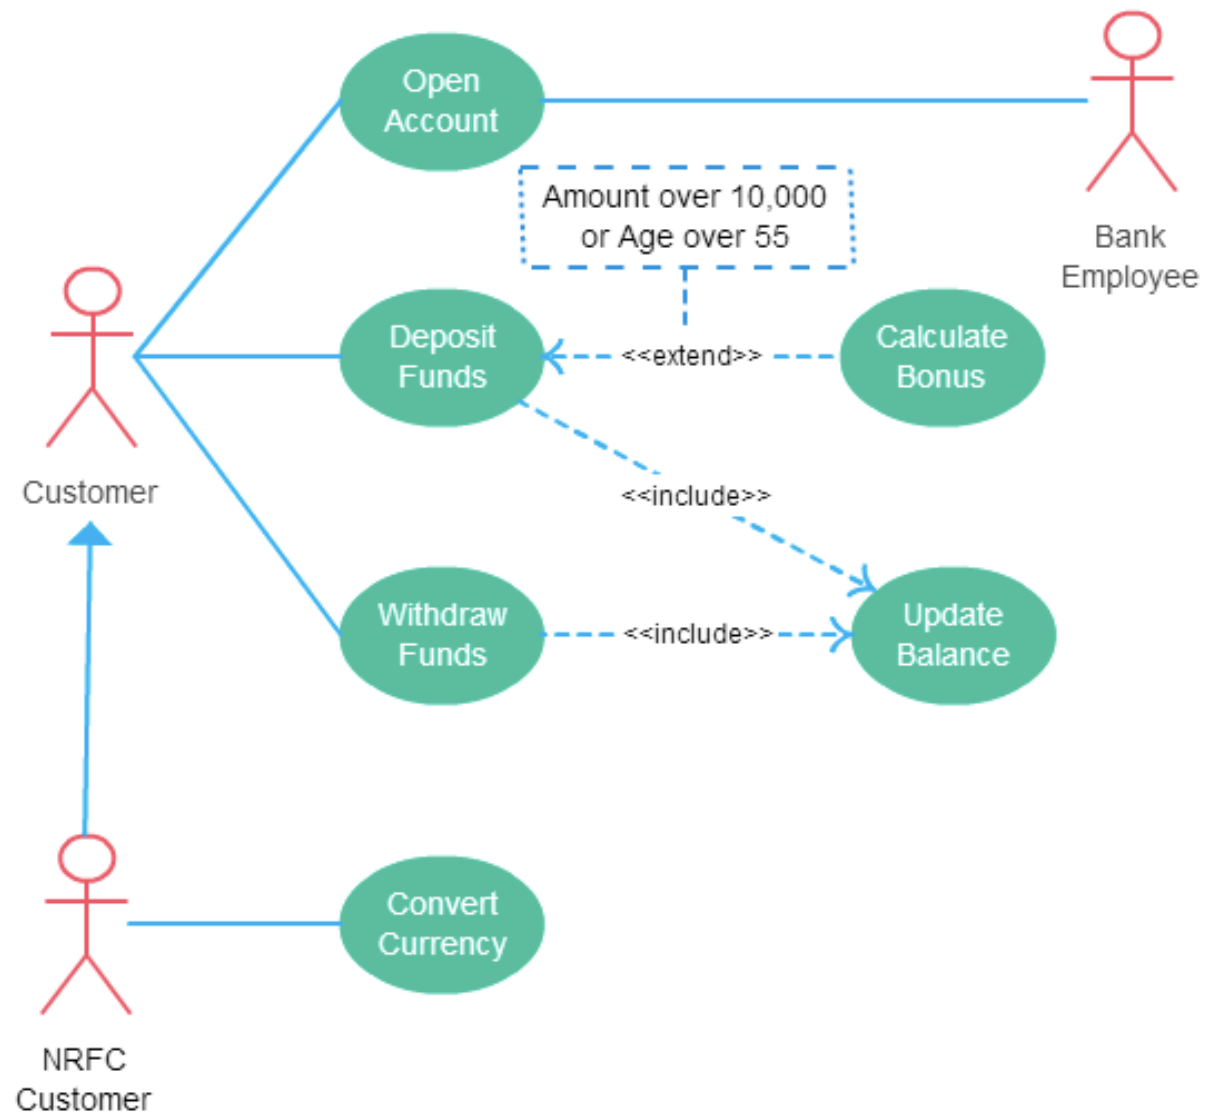 Open
Account
Amount over 10,000
or Age over 55
Bank
Employee
Deposit
Funds
<<extend>>
Calculate
Bonus
Customer
<<include>>
Withdraw
Funds
<<include>>
Update
Balance
Convert
Currency
NRFC
Customer